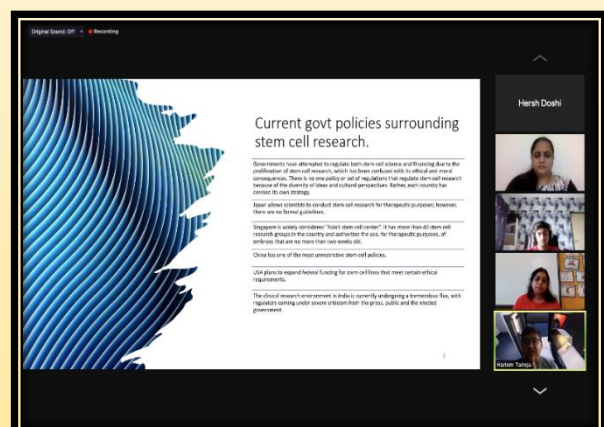 Original Sound: Off
Recording
Hersh Doshi
Current govt policies surrounding
stem cell research.
Governments have attempted to regulate both stem cell science and financing due to the
proliferation of stem cell research, which has been confused with its ethical and moral
consequences. There is no one policy or set of regulations that regulate stem cell research
because of the diversity of ideas and cultural perspectives. Rather, each country has
devised its own strategy.
Japan allows scientists to conduct stem cell research for therapeutic purposes; however,
there are no formal guidelines.
Singapore is widely considered "Asia's stem cell center". It has more than 40 stem cell
research groups in the country and authorizes the use, for therapeutic purposes, of
embryos that are no more than two weeks old.
China has one of the most unrestrictive stem cell policies.
USA plans to expand federal funding for stem cell lines that meet certain ethical
requirements.
The clinical research environment in India is currently undergoing a tremendous flux, with
regulators coming under severe criticism from the press, public and the elected
government.
Hariom Taneja